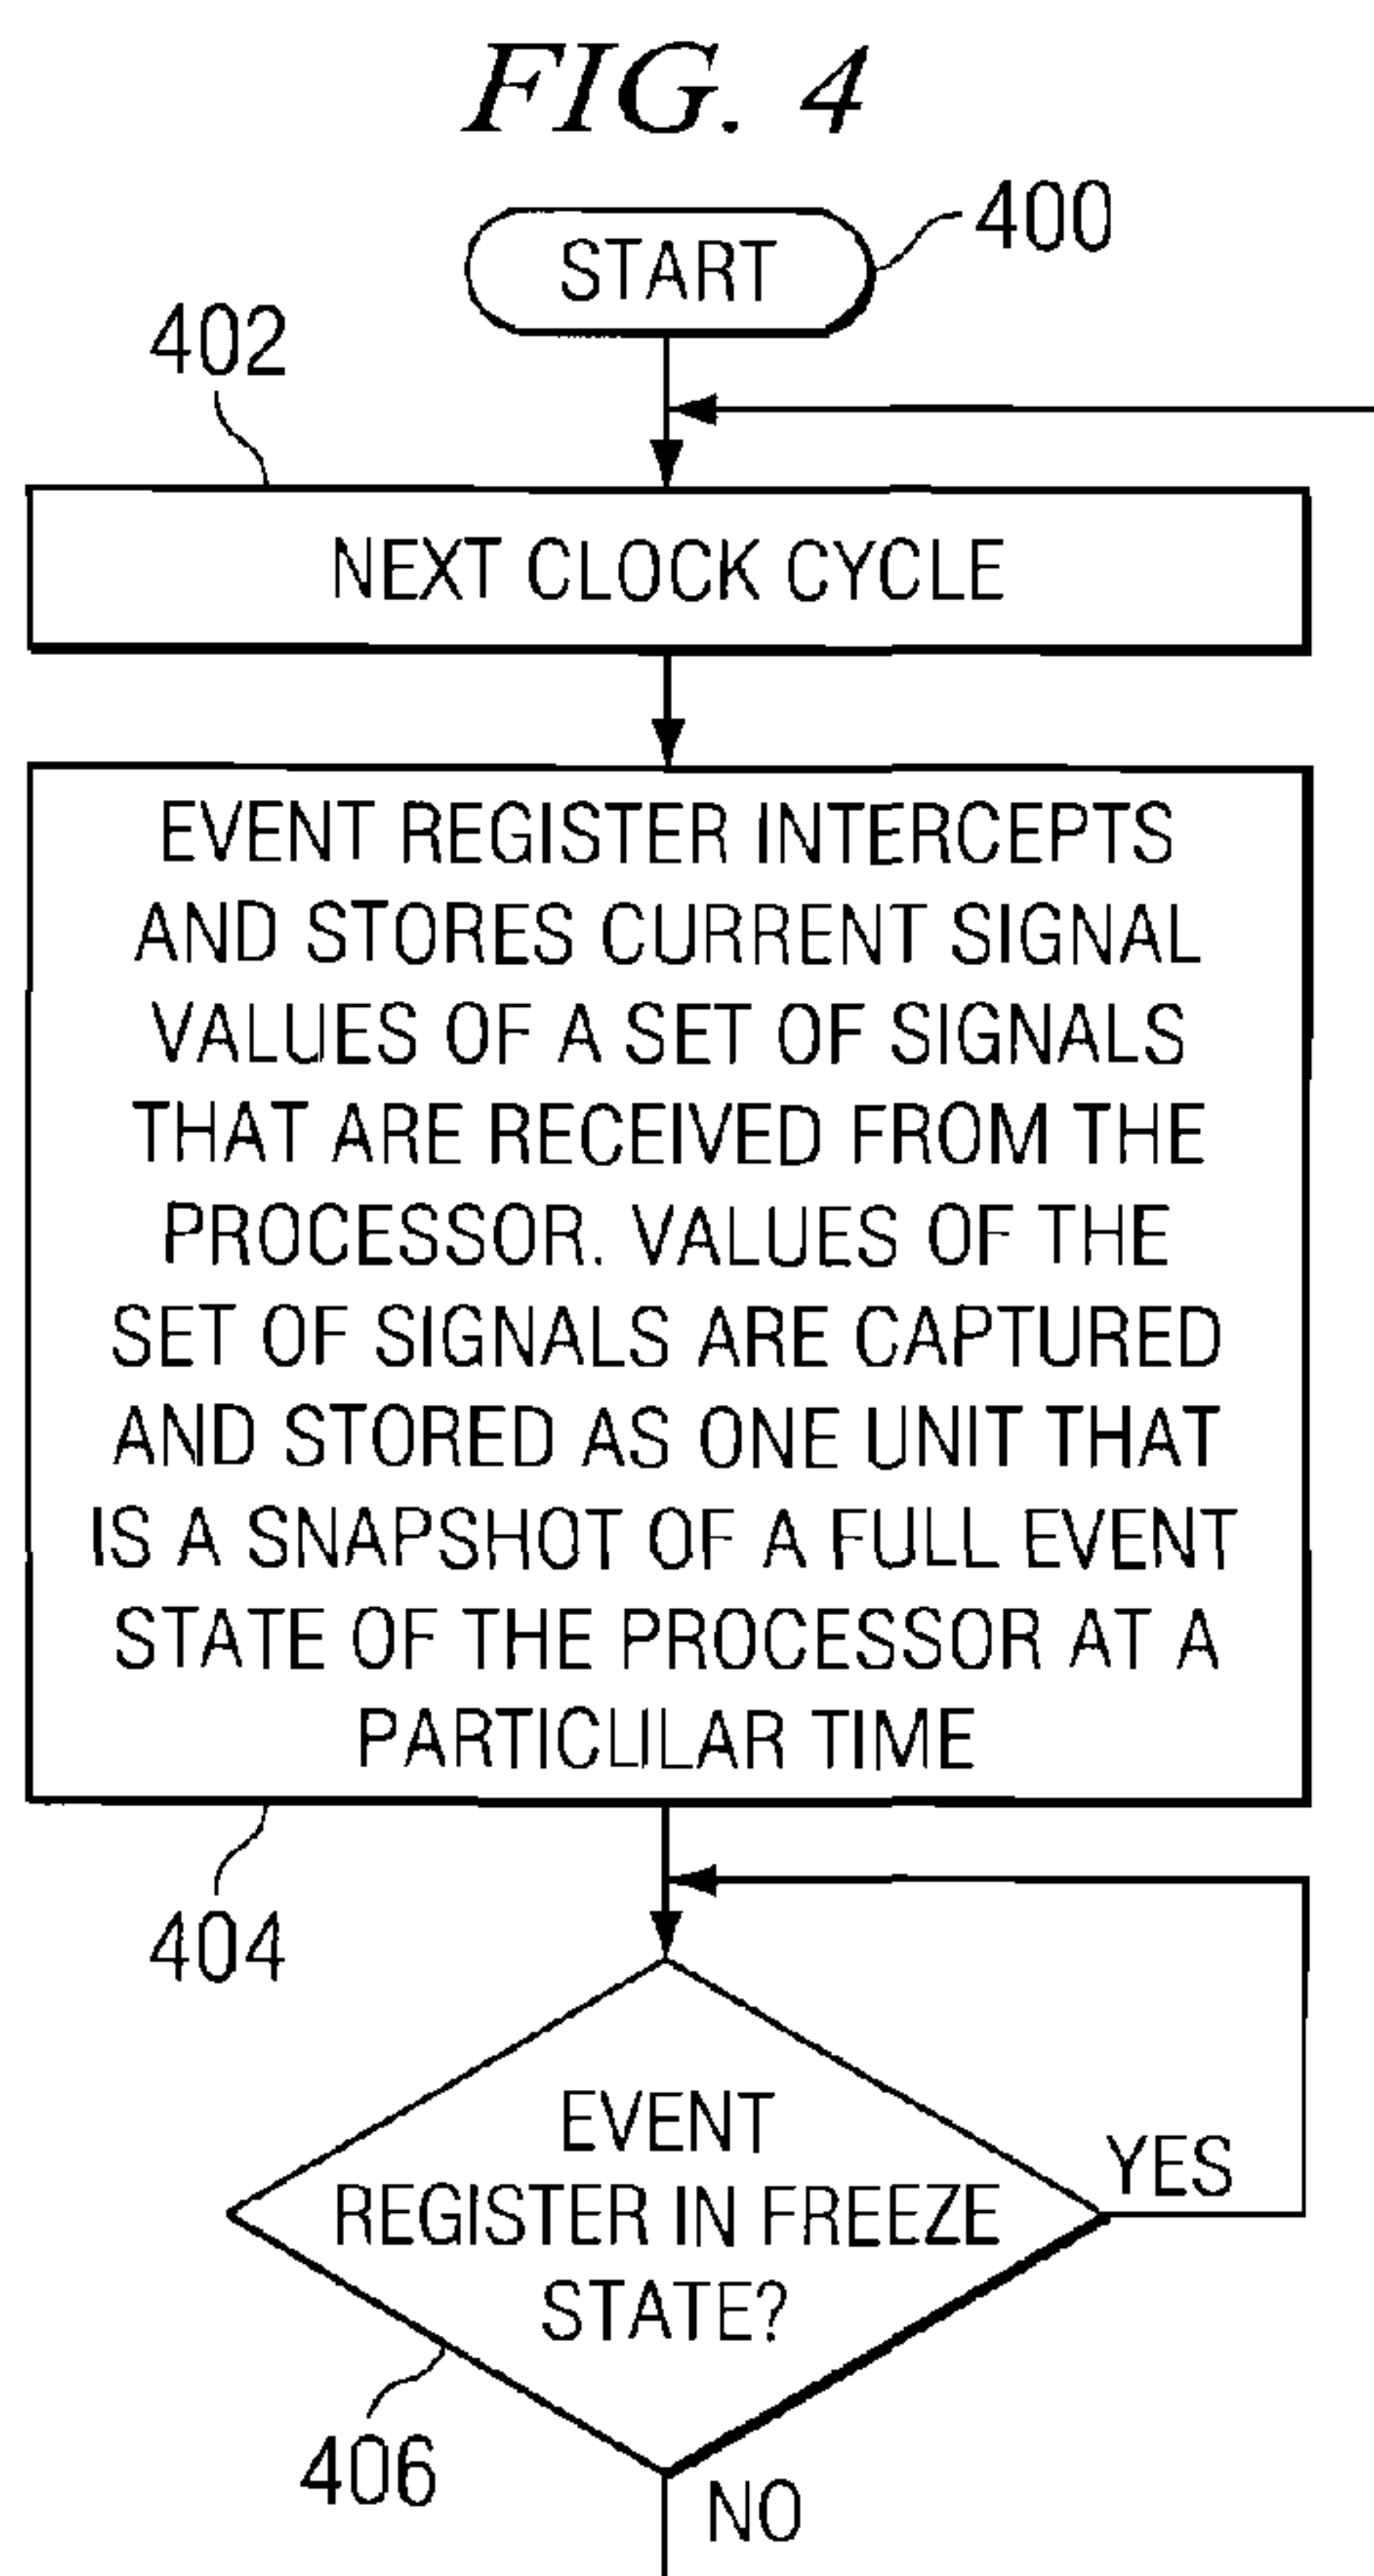 FIG. 4
START
400
402
NEXT CLOCK CYCLE
EVENT REGISTER INTERCEPTS
AND STORES CURRENT SIGNAL
VALUES OF A SET OF SIGNALS
THAT ARE RECEIVED FROM THE
PROCESSOR. VALUES OF THE
SET OF SIGNALS ARE CAPTURED
AND STORED AS ONE UNIT THAT
IS A SNAPSHOT OF A FULL EVENT
STATE OF THE PROCESSOR AT A
PARTICULAR TIME
404
EVENT
REGISTER IN FREEZE
STATE?
YES
406
NO